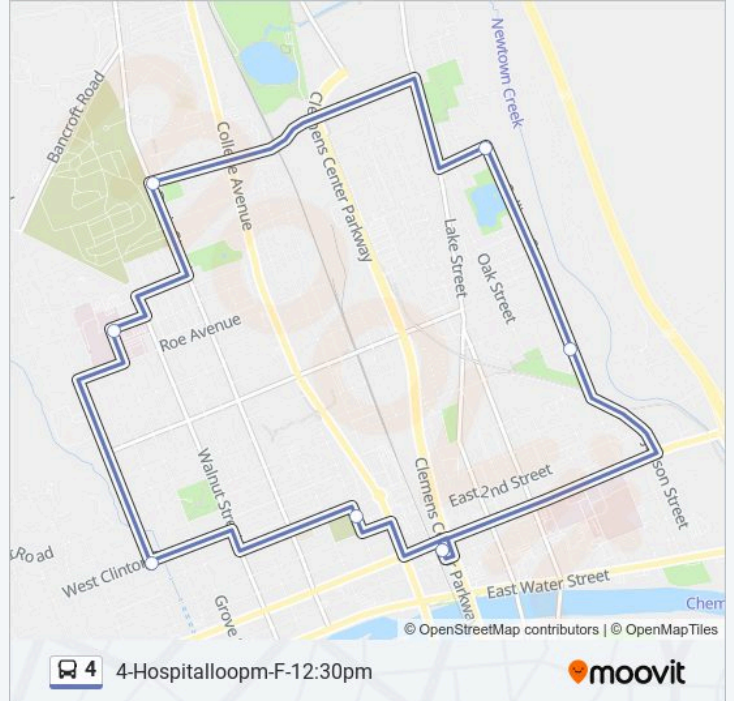 Newtown Creek
Bancroft Road
College Avenue
Clemens Center Parkway
Lake Street
Oak Street
Roe Avenue
Walnut Stre
East 2nd Street
Clemens Ce
Parkway
son Street
Road
West Clinton
Grove
East Water Street
Chem
© OpenStreetMap contributors | © OpenMapTiles
4 4-Hospitalloopm-F-12:30pm
moovit